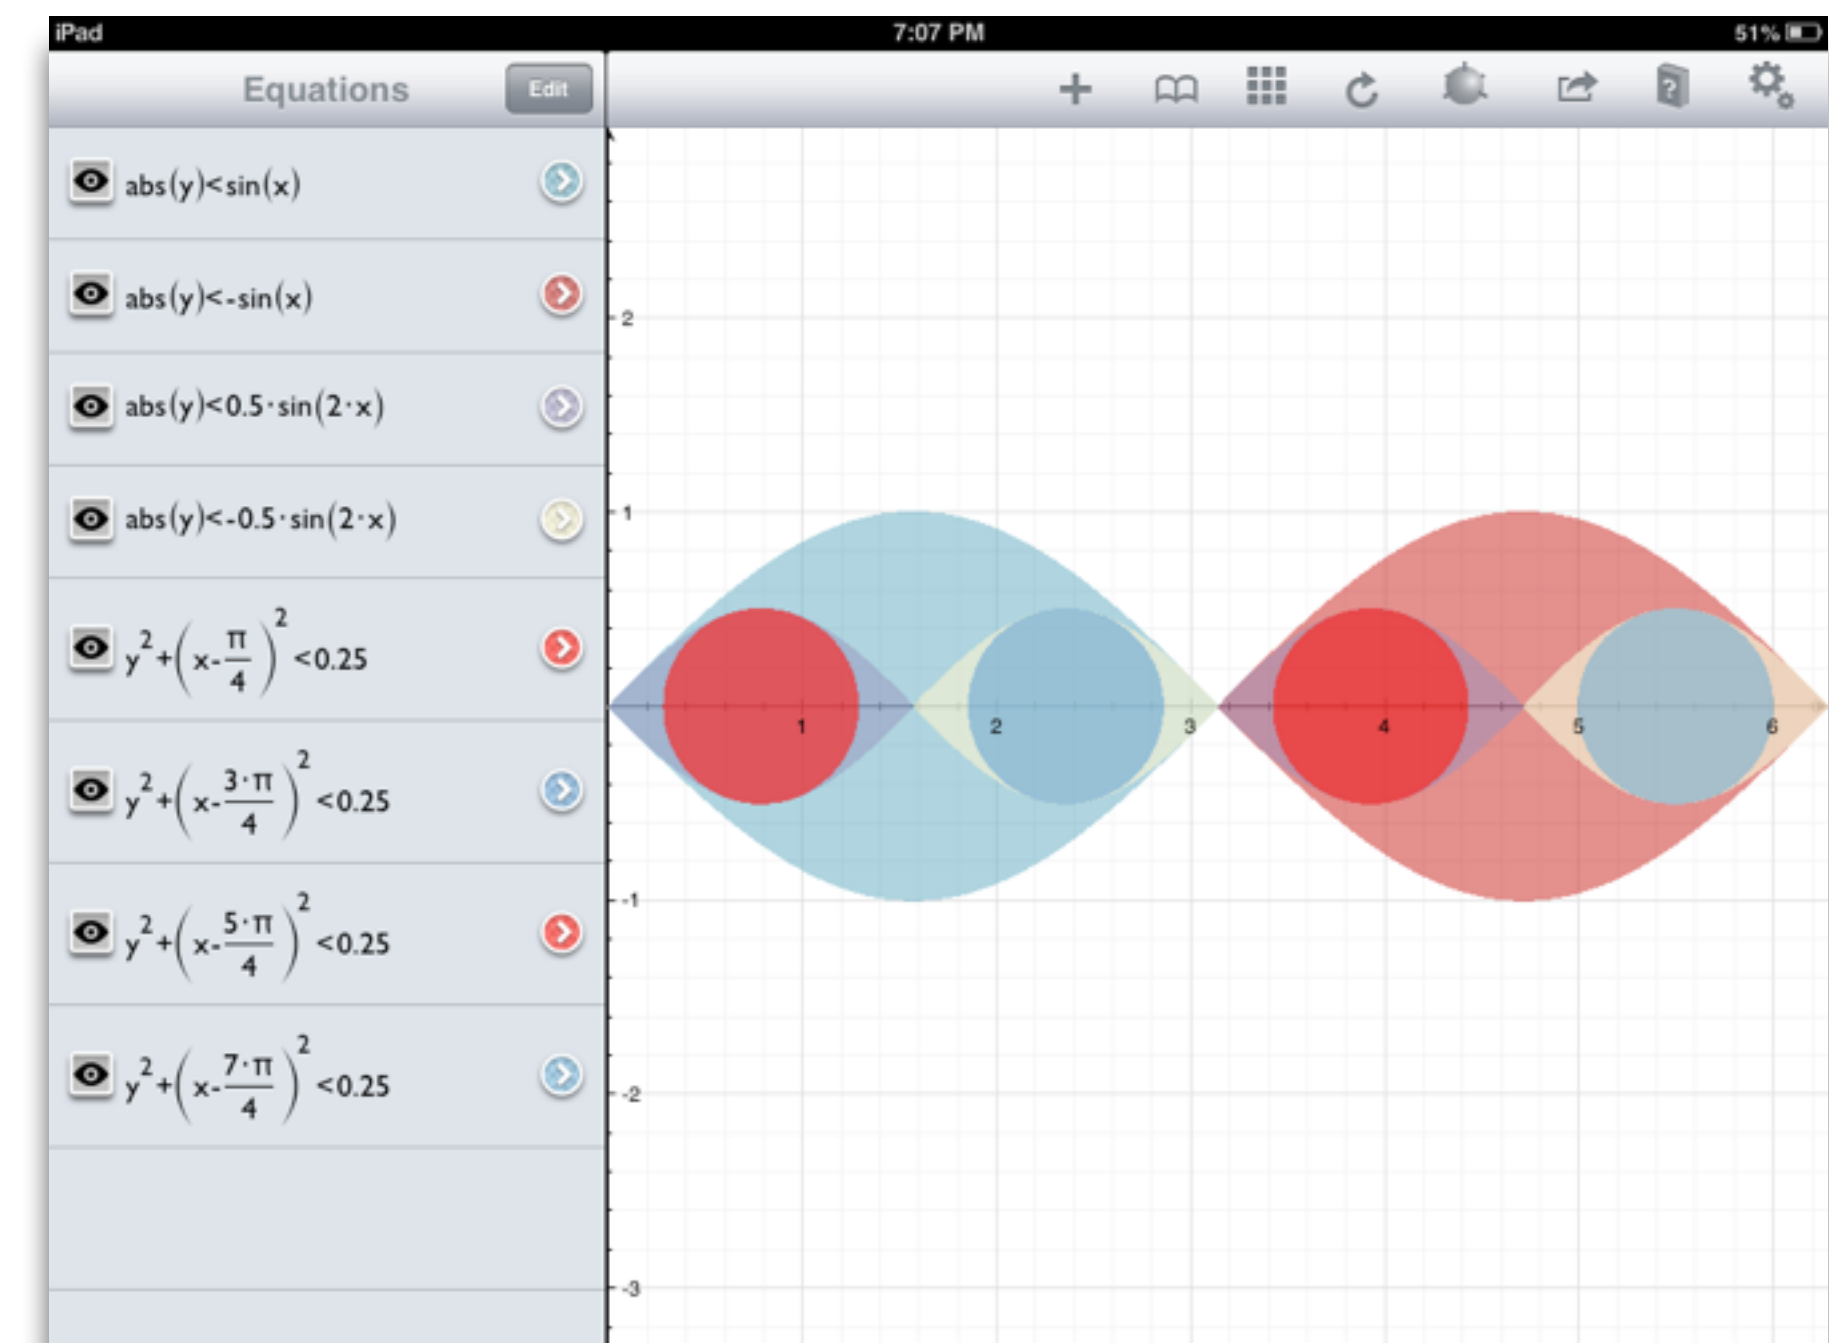 iPad 7:07 PM 51%
Equations Edit
abs(y)<sin(x)
abs(y)<-sin(x)
abs(y)<0.5·sin(2·x)
abs(y)<-0.5·sin(2·x)
y²+(x-π/4)²<0.25
y²+(x-3·π/4)²<0.25
y²+(x-5·π/4)²<0.25
y²+(x-7·π/4)²<0.25
?
2
1
1 2 3 4 5 6
-1
-2
-3